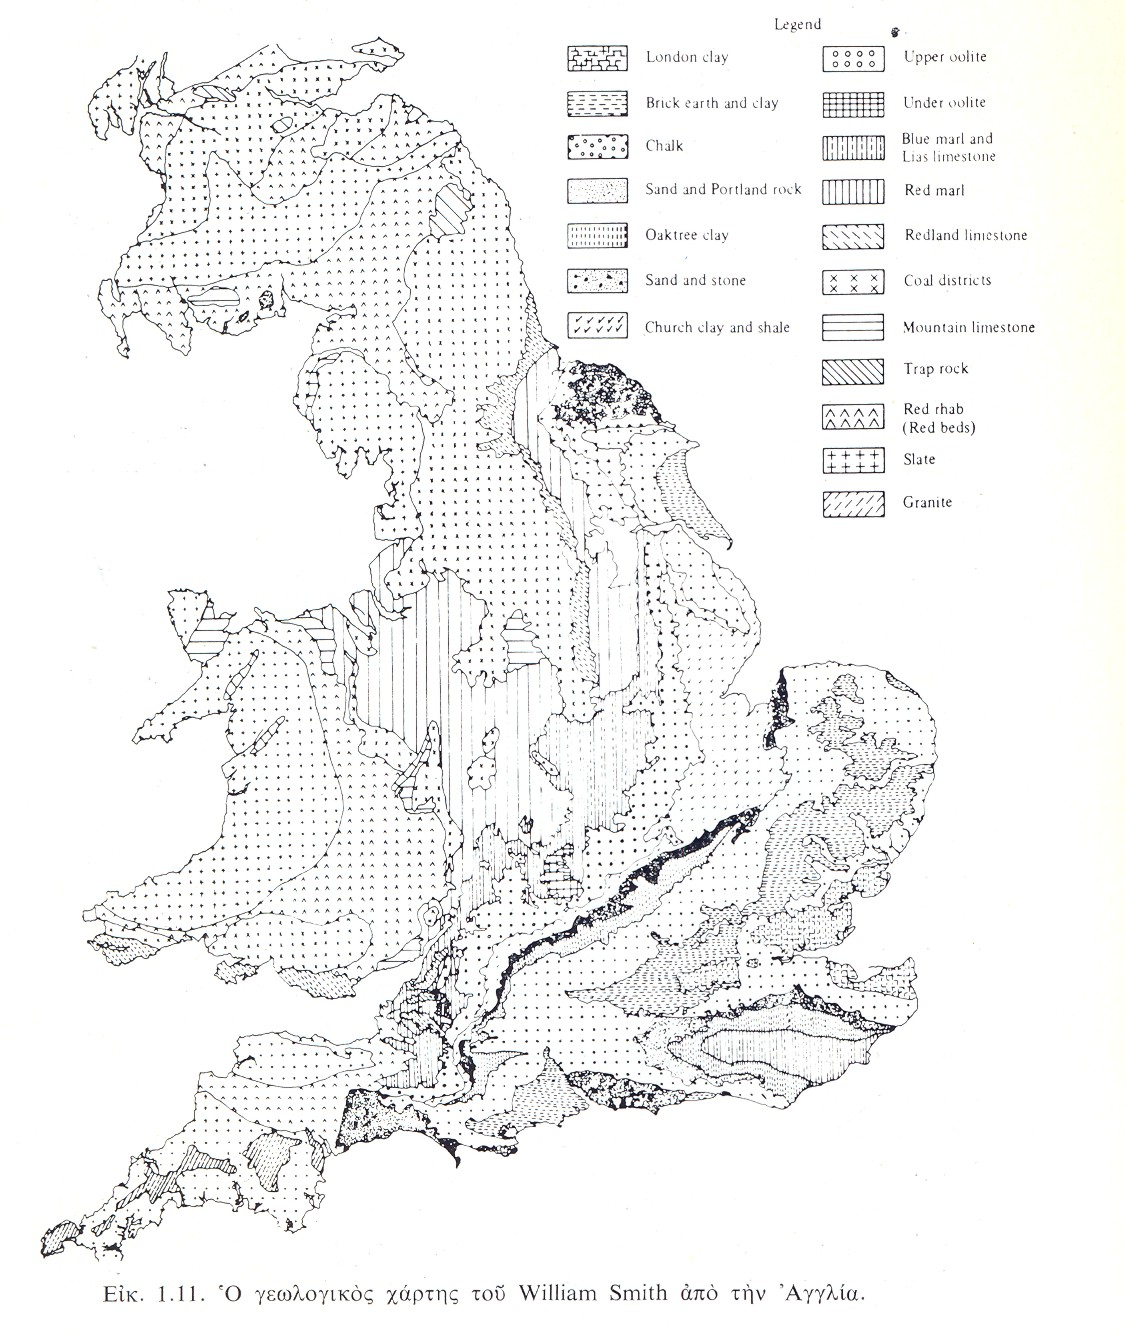 Legend
London clay
Brick earth and clay
Chalk
Sand and Portland rock
Oaktree clay
Sand and stone
Church clay and shale
Upper oolite
Under oolite
Blue marl and
Lias limestone
Red marl
Redland limestone
Coal districts
Mountain limestone
Trap rock
Red rhab
(Red beds)
Slate
Granite
Εἰκ. 1.11. Ὁ γεωλογικὸς χάρτης τοῦ William Smith ἀπὸ τὴν Ἀγγλία.